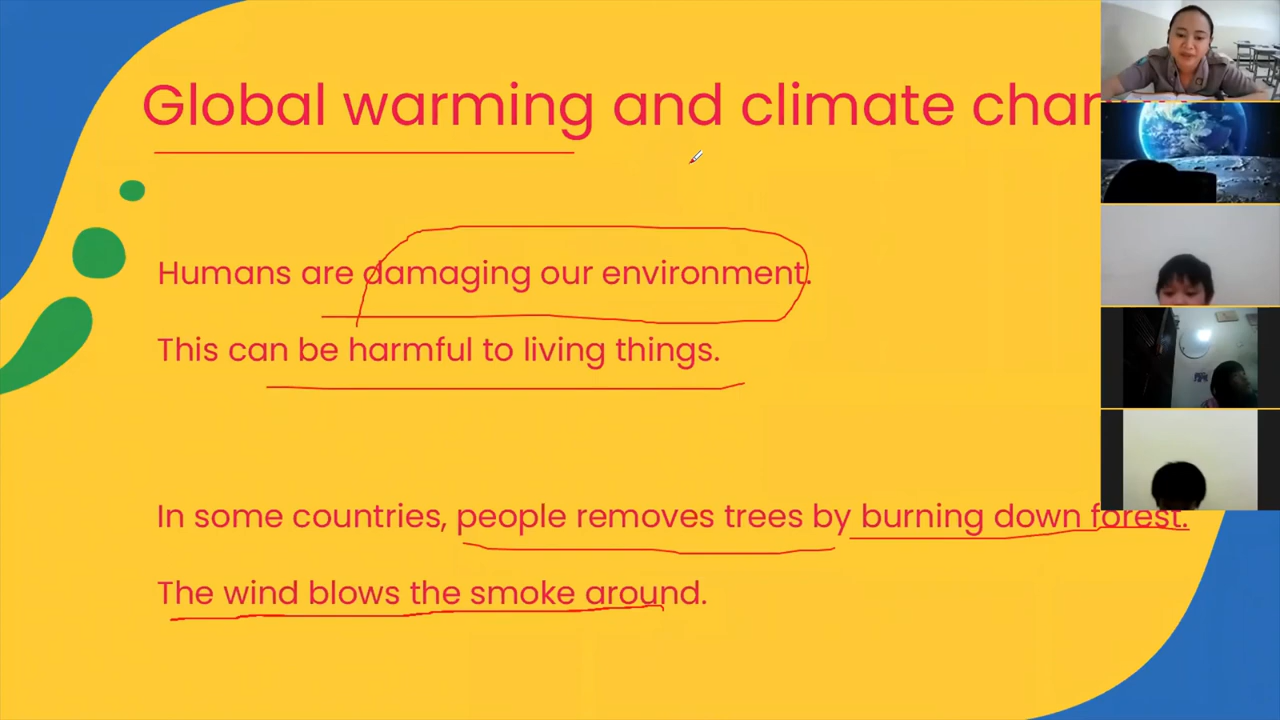 Global warming and climate chan
Humans are damaging our environment.
This can be harmful to living things.
In some countries, people removes trees by burning down forest.
The wind blows the smoke around.